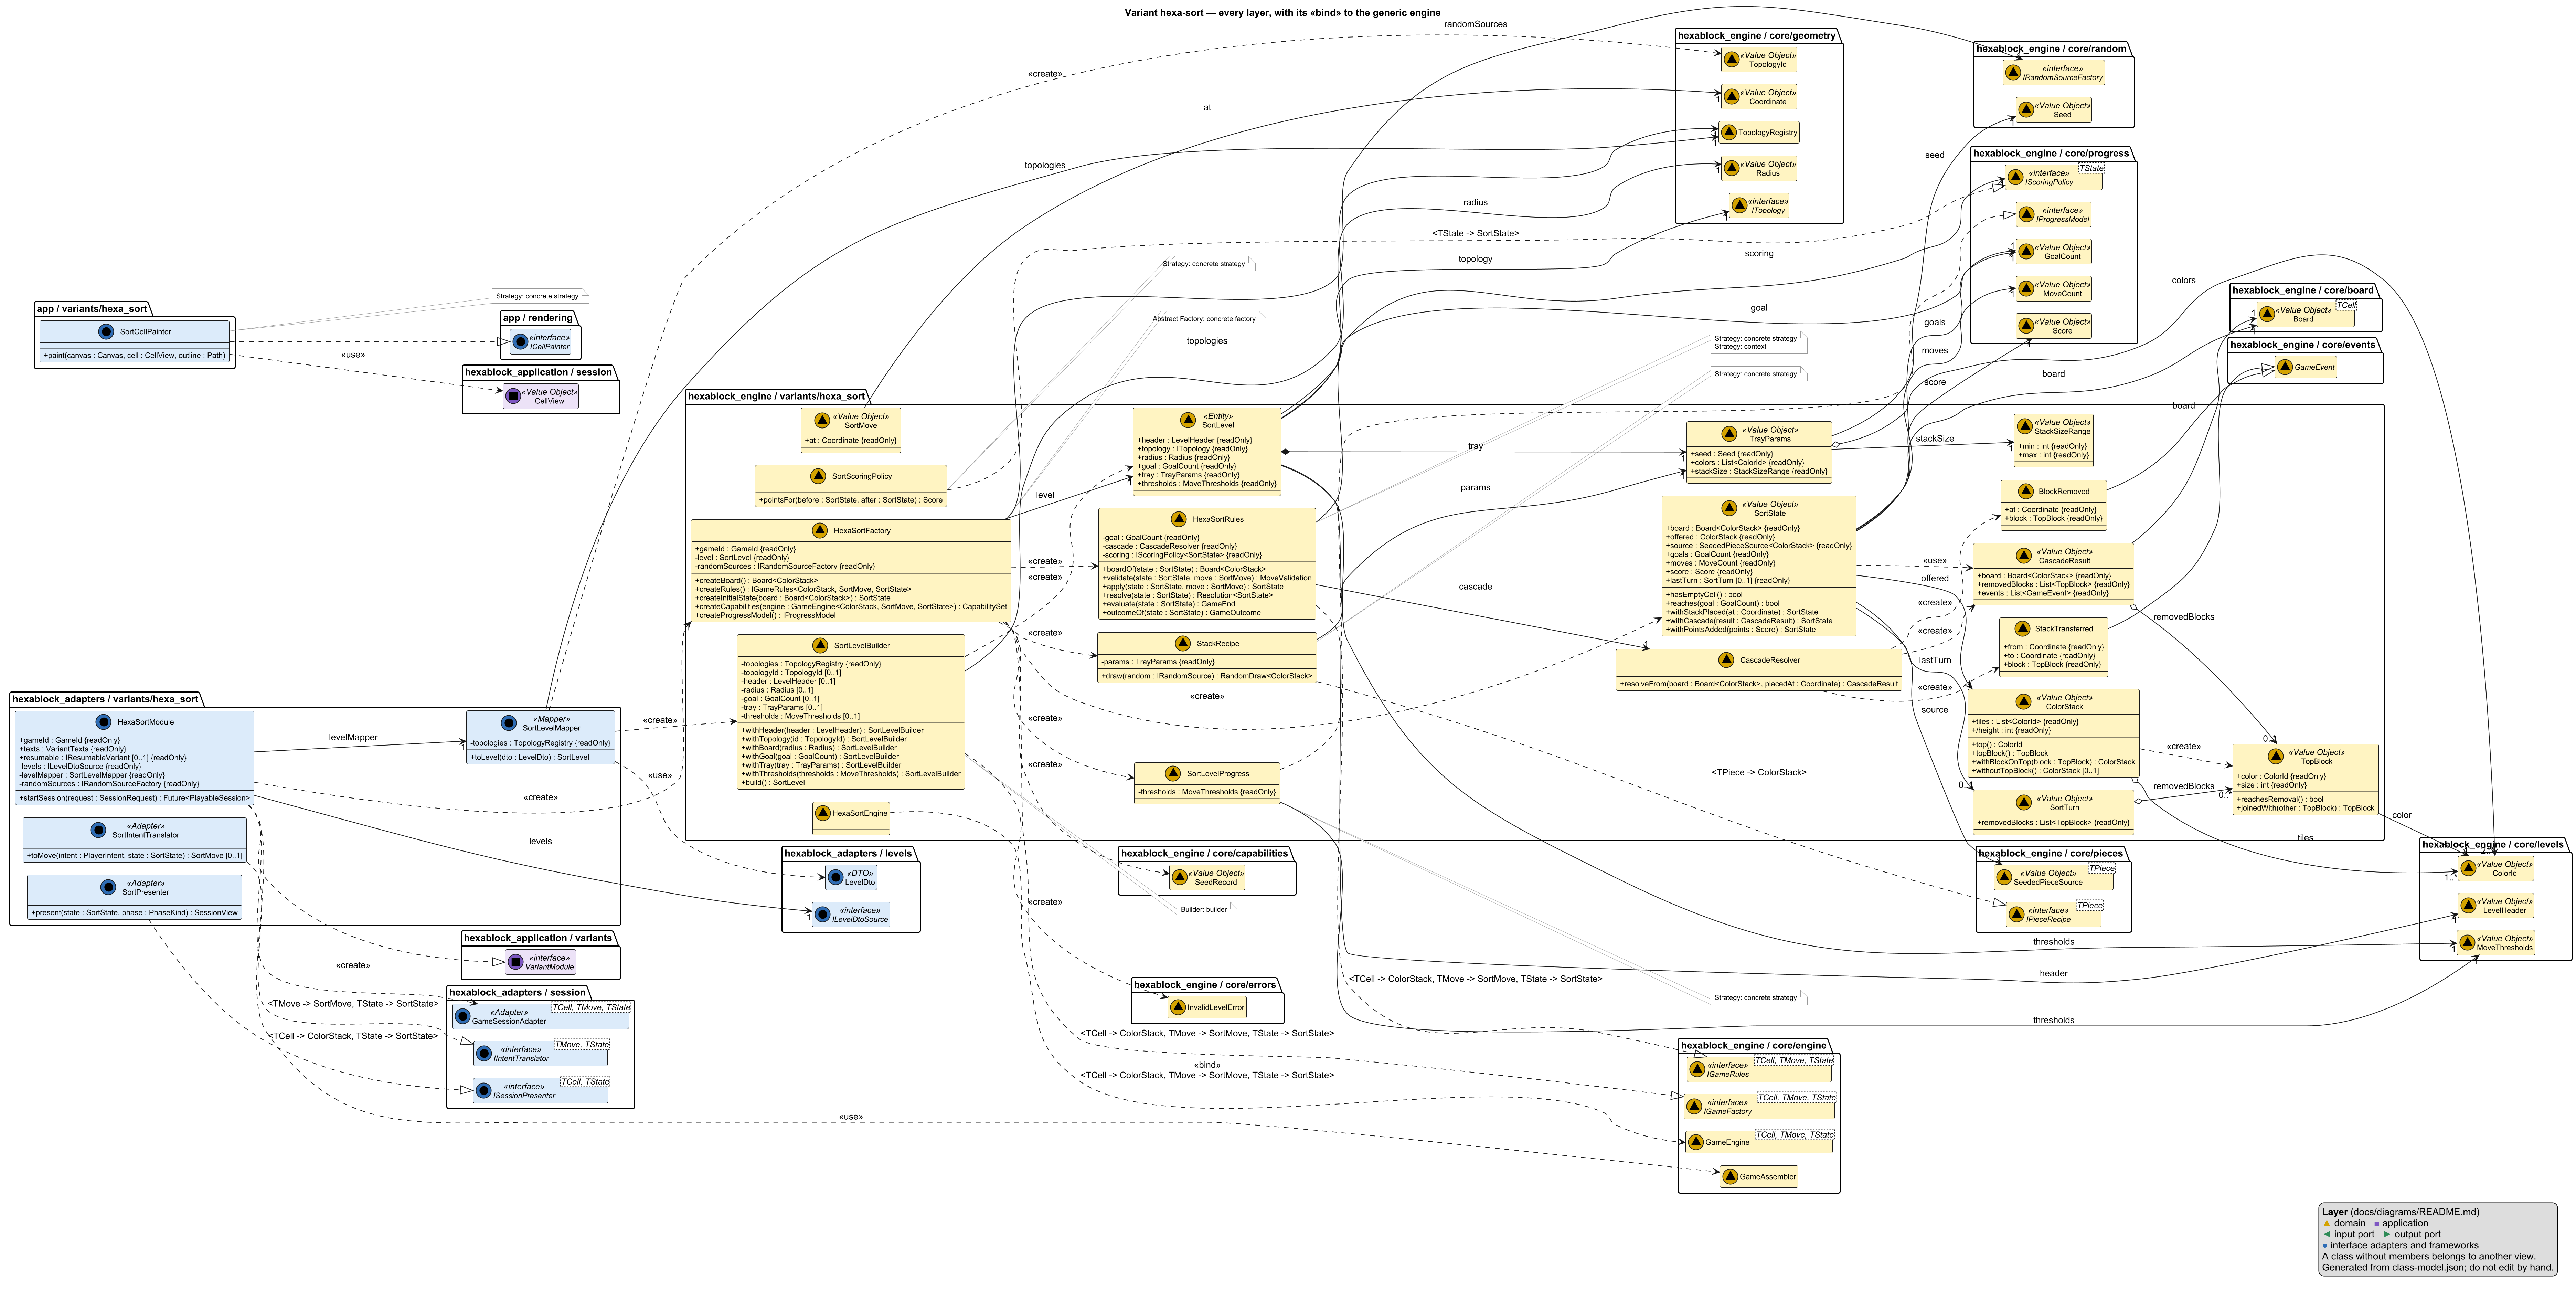 Variant hexa-sort — every layer, with its «bind» to the generic engine
app / variants/hexa_sort
SortCellPainter
+paint(canvas : Canvas, cell : CellView, outline : Path)
Strategy: concrete strategy
app / rendering
«interface»
ICellPainter
«use»
hexablock_application / session
«Value Object»
CellView
hexablock_adapters / variants/hexa_sort
HexaSortModule
+gameId : GameId {readOnly}
+texts : VariantTexts {readOnly}
+resumable : IResumableVariant [0..1] {readOnly}
-levels : ILevelDtoSource {readOnly}
-levelMapper : SortLevelMapper {readOnly}
-randomSources : IRandomSourceFactory {readOnly}
+startSession(request : SessionRequest) : Future<PlayableSession>
«Adapter»
SortIntentTranslator
+toMove(intent : PlayerIntent, state : SortState) : SortMove [0..1]
«Adapter»
SortPresenter
+present(state : SortState, phase : PhaseKind) : SessionView
levelMapper
1
«Mapper»
SortLevelMapper
-topologies : TopologyRegistry {readOnly}
+toLevel(dto : LevelDto) : SortLevel
«create»
«use»
«create»
levels
hexablock_application / variants
«interface»
VariantModule
«create»
hexablock_adapters / session
<TMove -> SortMove, TState -> SortState>
<TCell -> ColorStack, TState -> SortState>
TCell, TMove, TState
«Adapter»
GameSessionAdapter
TMove, TState
«interface»
IIntentTranslator
TCell, TState
«interface»
ISessionPresenter
«use»
hexablock_adapters / levels
«DTO»
LevelDto
1
«interface»
ILevelDtoSource
«create»
at
topologies
hexablock_engine / variants/hexa_sort
«Value Object»
SortMove
+at : Coordinate {readOnly}
SortScoringPolicy
+pointsFor(before : SortState, after : SortState) : Score
HexaSortFactory
+gameId : GameId {readOnly}
-level : SortLevel {readOnly}
-randomSources : IRandomSourceFactory {readOnly}
+createBoard() : Board<ColorStack>
+createRules() : IGameRules<ColorStack, SortMove, SortState>
+createInitialState(board : Board<ColorStack>) : SortState
+createCapabilities(engine : GameEngine<ColorStack, SortMove, SortState>) : CapabilitySet
+createProgressModel() : IProgressModel
SortLevelBuilder
-topologies : TopologyRegistry {readOnly}
-topologyId : TopologyId [0..1]
-header : LevelHeader [0..1]
-radius : Radius [0..1]
-goal : GoalCount [0..1]
-tray : TrayParams [0..1]
-thresholds : MoveThresholds [0..1]
+withHeader(header : LevelHeader) : SortLevelBuilder
+withTopology(id : TopologyId) : SortLevelBuilder
+withBoard(radius : Radius) : SortLevelBuilder
+withGoal(goal : GoalCount) : SortLevelBuilder
+withTray(tray : TrayParams) : SortLevelBuilder
+withThresholds(thresholds : MoveThresholds) : SortLevelBuilder
+build() : SortLevel
HexaSortEngine
level
1
«create»
«create»
«create»
«create»
«create»
«create»
«create»
Strategy: concrete strategy
Abstract Factory: concrete factory
topologies
«Entity»
SortLevel
+header : LevelHeader {readOnly}
+topology : ITopology {readOnly}
+radius : Radius {readOnly}
+goal : GoalCount {readOnly}
+tray : TrayParams {readOnly}
+thresholds : MoveThresholds {readOnly}
HexaSortRules
-goal : GoalCount {readOnly}
-cascade : CascadeResolver {readOnly}
-scoring : IScoringPolicy<SortState> {readOnly}
+boardOf(state : SortState) : Board<ColorStack>
+validate(state : SortState, move : SortMove) : MoveValidation
+apply(state : SortState, move : SortMove) : SortState
+resolve(state : SortState) : Resolution<SortState>
+evaluate(state : SortState) : GameEnd
+outcomeOf(state : SortState) : GameOutcome
StackRecipe
-params : TrayParams {readOnly}
+draw(random : IRandomSource) : RandomDraw<ColorStack>
SortLevelProgress
-thresholds : MoveThresholds {readOnly}
hexablock_engine / core/capabilities
«Value Object»
SeedRecord
Builder: builder
hexablock_engine / core/errors
InvalidLevelError
<TCell -> ColorStack, TMove -> SortMove, TState -> SortState>
«bind»
<TCell -> ColorStack, TMove -> SortMove, TState -> SortState>
randomSources
<TState -> SortState>
radius
topology
scoring
goal
tray
params
cascade
<TPiece -> ColorStack>
<TCell -> ColorStack, TMove -> SortMove, TState -> SortState>
Strategy: concrete strategy
Strategy: context
Strategy: concrete strategy
Strategy: concrete strategy
hexablock_engine / core/geometry
«Value Object»
TopologyId
«Value Object»
Coordinate
1
TopologyRegistry
1
«Value Object»
Radius
1
«interface»
ITopology
1
«Value Object»
TrayParams
+seed : Seed {readOnly}
+colors : List<ColorId> {readOnly}
+stackSize : StackSizeRange {readOnly}
1
1
«Value Object»
SortState
+board : Board<ColorStack> {readOnly}
+offered : ColorStack {readOnly}
+source : SeededPieceSource<ColorStack> {readOnly}
+goals : GoalCount {readOnly}
+moves : MoveCount {readOnly}
+score : Score {readOnly}
+lastTurn : SortTurn [0..1] {readOnly}
+hasEmptyCell() : bool
+reaches(goal : GoalCount) : bool
+withStackPlaced(at : Coordinate) : SortState
+withCascade(result : CascadeResult) : SortState
+withPointsAdded(points : Score) : SortState
1
CascadeResolver
+resolveFrom(board : Board<ColorStack>, placedAt : Coordinate) : CascadeResult
hexablock_engine / core/engine
TCell, TMove, TState
«interface»
IGameRules
TCell, TMove, TState
«interface»
IGameFactory
TCell, TMove, TState
GameEngine
GameAssembler
seed
goals
moves
score
stackSize
«use»
offered
«create»
«create»
«create»
lastTurn
source
hexablock_engine / core/random
«interface»
IRandomSourceFactory
«Value Object»
Seed
1
hexablock_engine / core/progress
TState
«interface»
IScoringPolicy
«interface»
IProgressModel
«Value Object»
GoalCount
1
1
«Value Object»
MoveCount
1
«Value Object»
Score
1
board
colors
«Value Object»
StackSizeRange
+min : int {readOnly}
+max : int {readOnly}
1
BlockRemoved
+at : Coordinate {readOnly}
+block : TopBlock {readOnly}
«Value Object»
CascadeResult
+board : Board<ColorStack> {readOnly}
+removedBlocks : List<TopBlock> {readOnly}
+events : List<GameEvent> {readOnly}
StackTransferred
+from : Coordinate {readOnly}
+to : Coordinate {readOnly}
+block : TopBlock {readOnly}
«Value Object»
ColorStack
+tiles : List<ColorId> {readOnly}
+/height : int {readOnly}
+top() : ColorId
+topBlock() : TopBlock
+withBlockOnTop(block : TopBlock) : ColorStack
+withoutTopBlock() : ColorStack [0..1]
«Value Object»
SortTurn
+removedBlocks : List<TopBlock> {readOnly}
hexablock_engine / core/board
TCell
«Value Object»
Board
1
hexablock_engine / core/events
GameEvent
board
removedBlocks
«create»
removedBlocks
0..*
«Value Object»
TopBlock
+color : ColorId {readOnly}
+size : int {readOnly}
+reachesRemoval() : bool
+joinedWith(other : TopBlock) : TopBlock
color
tiles
hexablock_engine / core/pieces
TPiece
«Value Object»
SeededPieceSource
TPiece
«interface»
IPieceRecipe
hexablock_engine / core/levels
«Value Object»
ColorId
1..*
«Value Object»
LevelHeader
1
«Value Object»
MoveThresholds
1
1
thresholds
header
thresholds
Layer (docs/diagrams/README.md)
▲ domain ■ application
◄ input port ► output port
● interface adapters and frameworks
A class without members belongs to another view.
Generated from class-model.json; do not edit by hand.